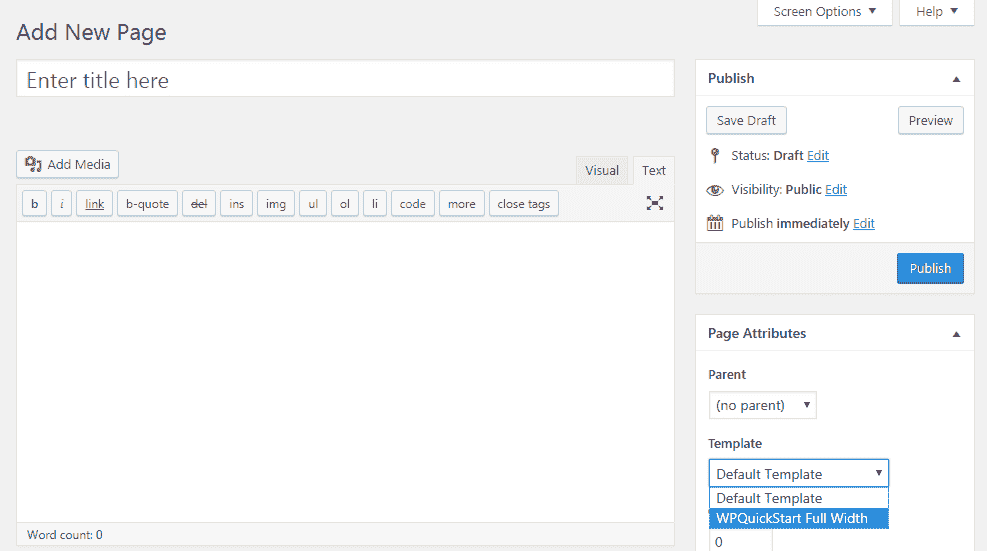 Screen Options
Help
Add New Page
Enter title here
Add Media
Visual
Text
b
i
link
b-quote
del
ins
img
ul
ol
li
code
more
close tags
Word count: 0
Publish
Save Draft
Preview
Status: Draft Edit
Visibility: Public Edit
Publish immediately Edit
Publish
Page Attributes
Parent
(no parent)
Template
Default Template
Default Template
WPQuickStart Full Width
0